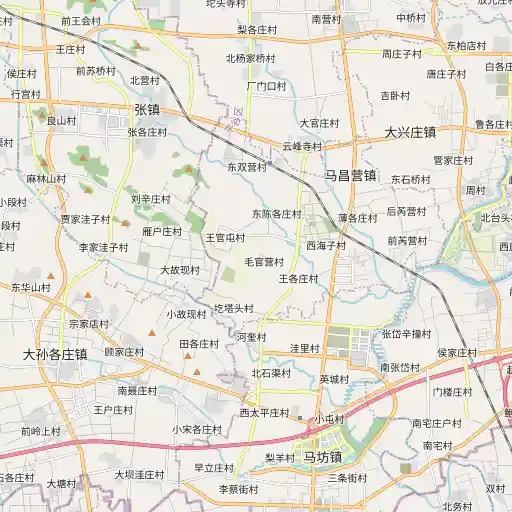 坨头寺村
南营村
中桥村
放光庄村
前王会村
梨各庄村
东柏店村
王庄村
北杨家桥村
周庄子村
白各庄村
侯庄村
前苏桥村
北营村
唐庄子村
行宫村
厂门口村
吉卧村
张镇
良山村
张各庄村
大官庄村
大兴庄镇
鲁各庄村
云峰寺村
管家庄村
东双营村
马昌营镇
东石桥村
麻林山村
周村
小段村
刘辛庄村
后芮营村
贾家洼子村
东陈各庄村
薄各庄村
北台头村
雁户庄村
王官屯村
前芮营村
李家洼子村
西海子村
大故现村
毛官营村
东华山村
王各庄村
圪塔头村
小故现村
宗家店村
河奎村
张岱辛撞村
田各庄村
大孙各庄镇
顾家庄村
洼里村
侯家庄村
南张岱村
北石渠村
英城村
南聂庄村
门楼庄村
王户庄村
西太平庄村
小屯村
南宅庄户村
前岭上村
小宋各庄村
南宅村
梨羊村
马坊镇
早立庄村
石各庄村
大坝洼庄村
三条街村
大塘村
李蔡街村
双村
北务村